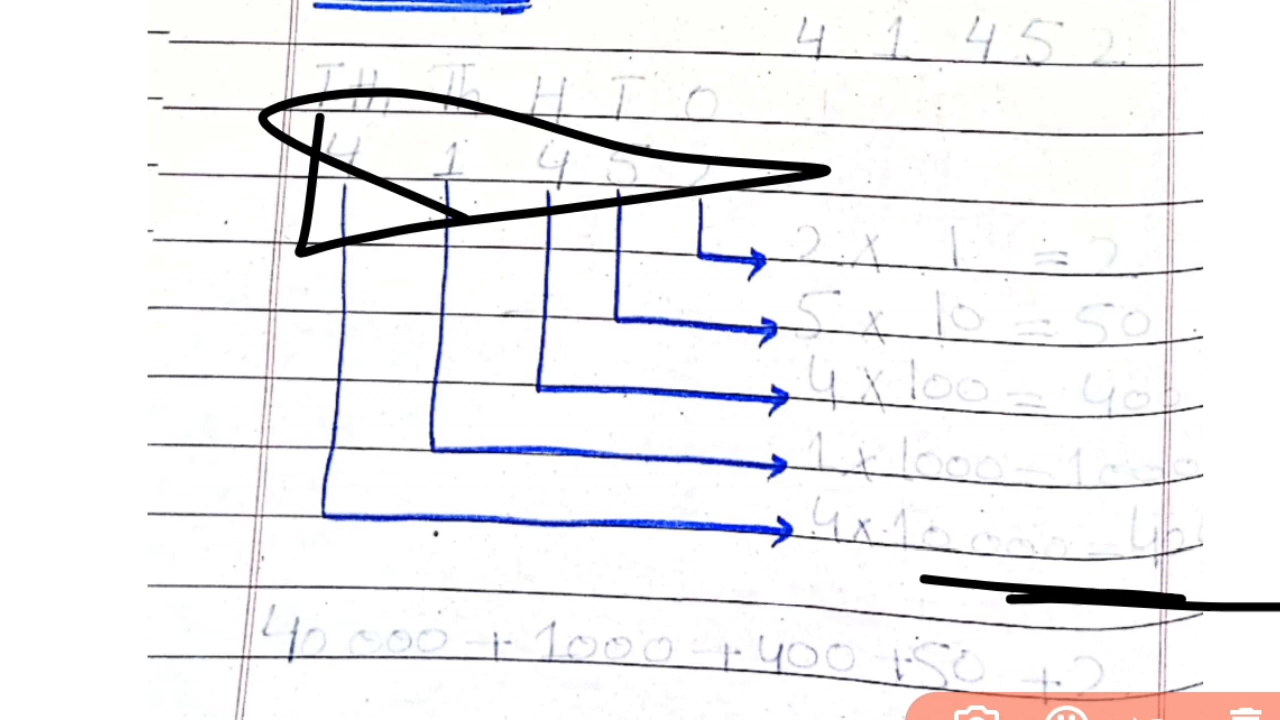 4 1 4 5 2
TTh Th H T O
4 1 4 5 2
2 x 1 = 2
5 x 10 = 50
4 x 100 = 400
1 x 1000 = 1000
4 x 10000 = 40
40000 + 1000 + 400 + 50 + 2